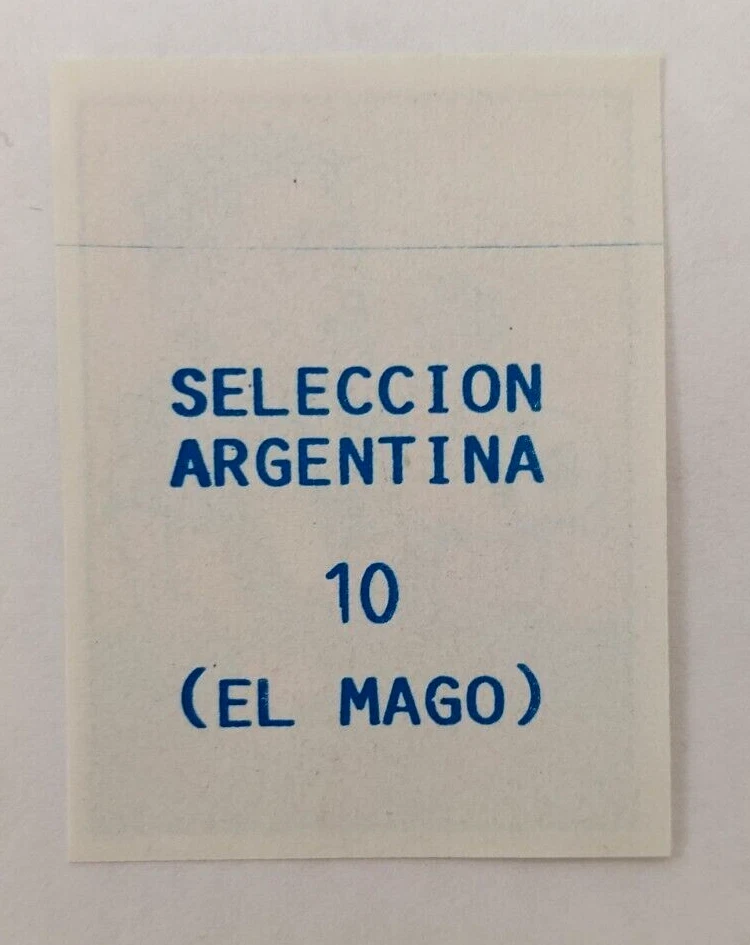 SELECCION
ARGENTINA
10
(EL MAGO)